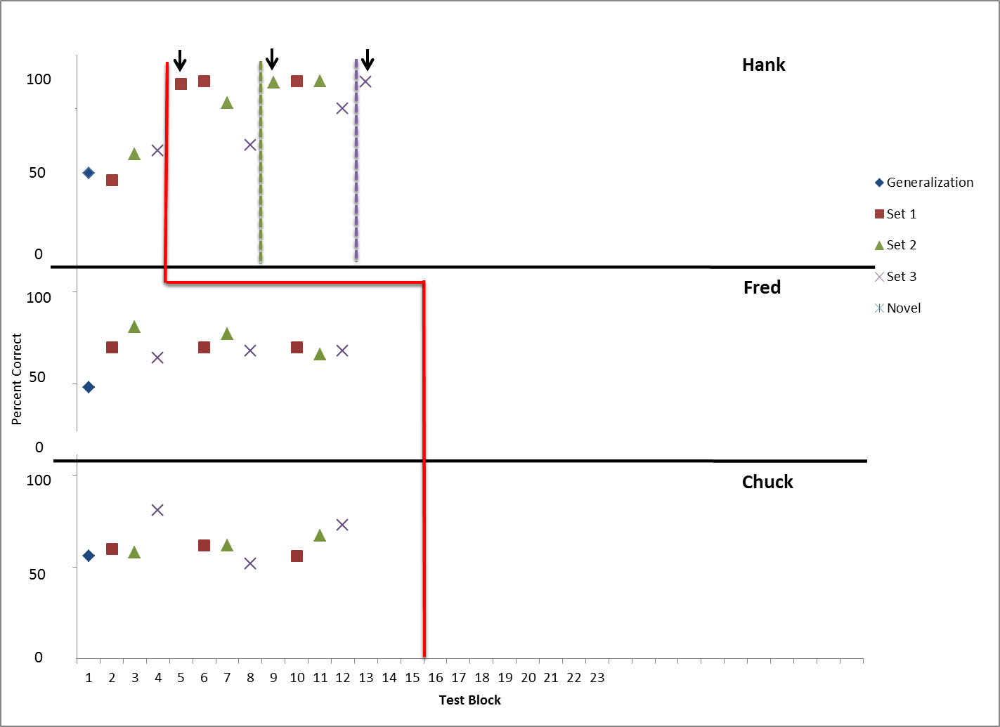 Hank
100
50
0
Fred
100
50
0
Chuck
100
50
0
Percent Correct
Generalization
Set 1
Set 2
Set 3
Novel
1 2 3 4 5 6 7 8 9 10 11 12 13 14 15 16 17 18 19 20 21 22 23
Test Block